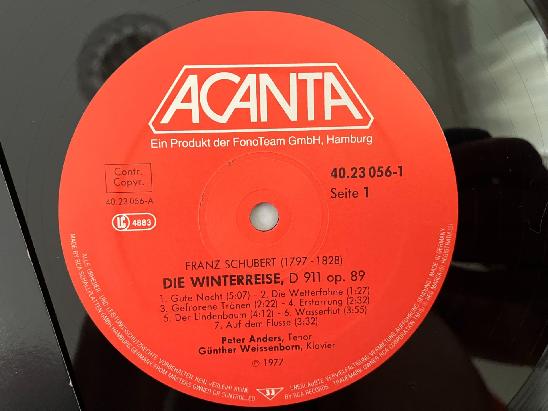 ACANTA
Ein Produkt der FonoTeam GmbH, Hamburg
Contr.
Copyr.
40.23 056-A
LC 4883
40.23 056-1
Seite 1
FRANZ SCHUBERT (1797 - 1828)
DIE WINTERREISE, D 911 op. 89
1. Gute Nacht (5:07) - 2. Die Wetterfahne (1:27)
3. Gefrorene Tränen (2:22) - 4. Erstarrung (2:32)
5. Der Lindenbaum (4:12) - 6. Wasserflut (3:55)
7. Auf dem Flusse (3:32)
Peter Anders, Tenor
Günther Weissenborn, Klavier
℗ 1977
33